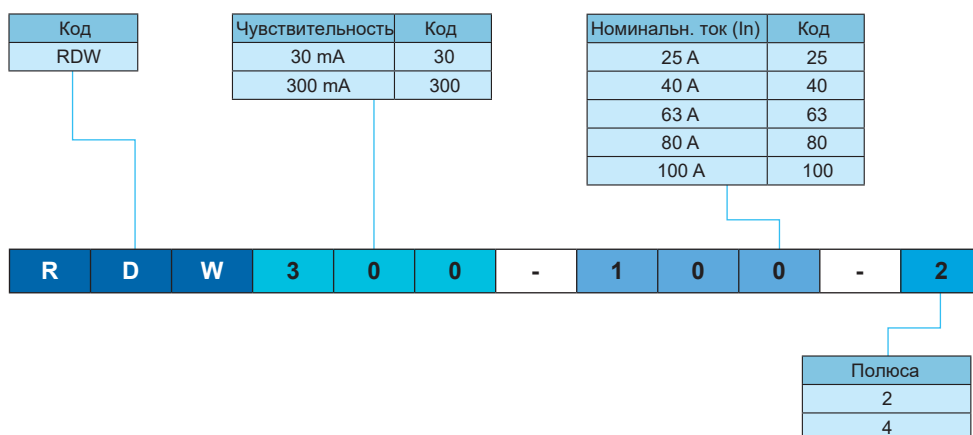 Код
RDW
Чувствительность Код
30 mA 30
300 mA 300
Номинальн. ток (In) Код
25 A 25
40 A 40
63 A 63
80 A 80
100 A 100
R D W 3 0 0 - 1 0 0 - 2
Полюса
2
4